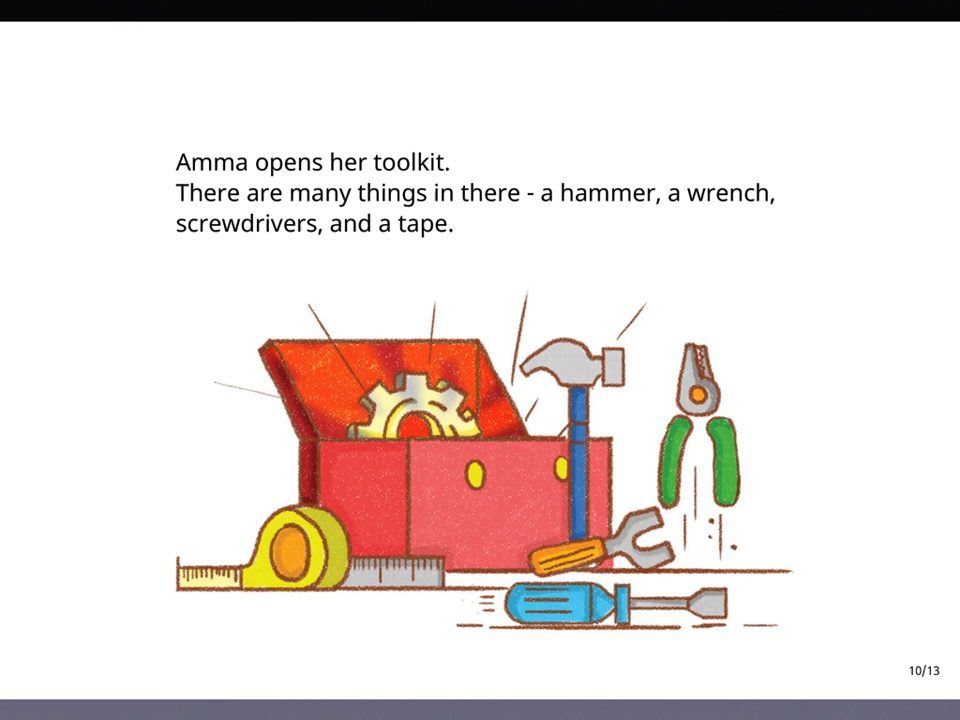 Amma opens her toolkit.
There are many things in there - a hammer, a wrench,
screwdrivers, and a tape.
10/13